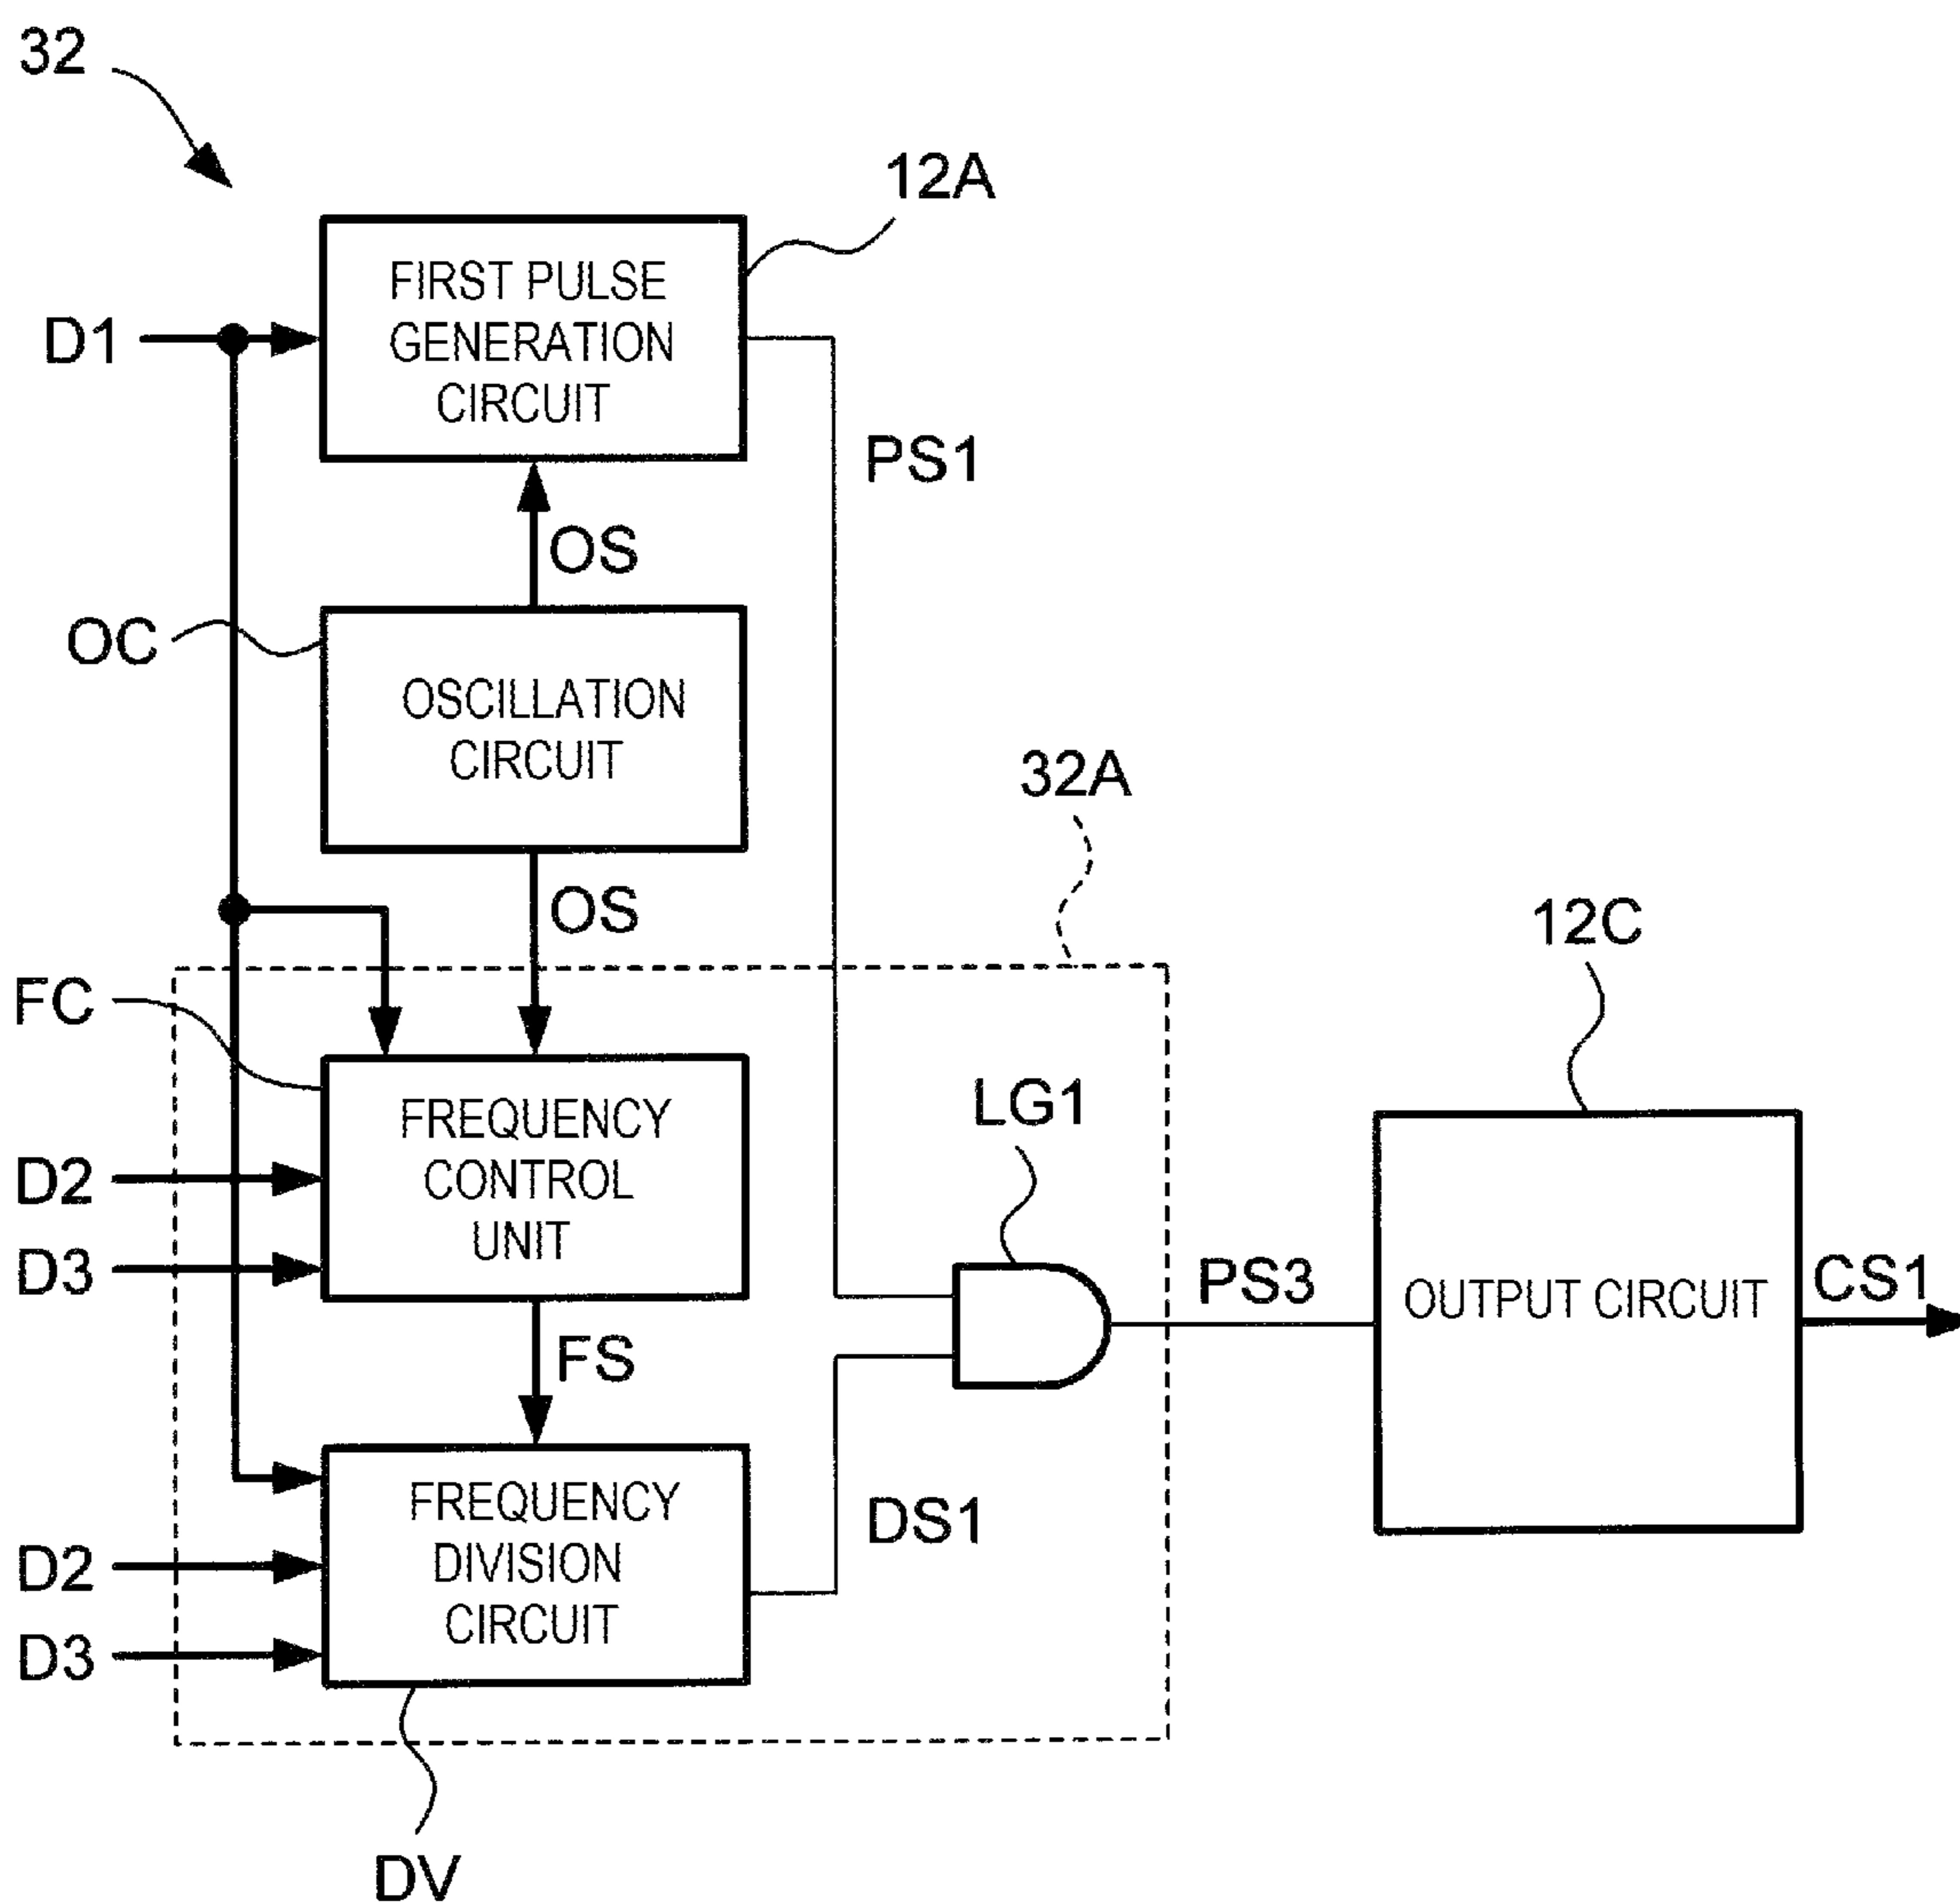 32
12A
FIRST PULSE
GENERATION
CIRCUIT
D1
PS1
OS
OC
OSCILLATION
CIRCUIT
32A
OS
12C
FC
FREQUENCY
CONTROL
UNIT
LG1
D2
D3
PS3
OUTPUT CIRCUIT
CS1
FS
FREQUENCY
DIVISION
CIRCUIT
DS1
D2
D3
DV